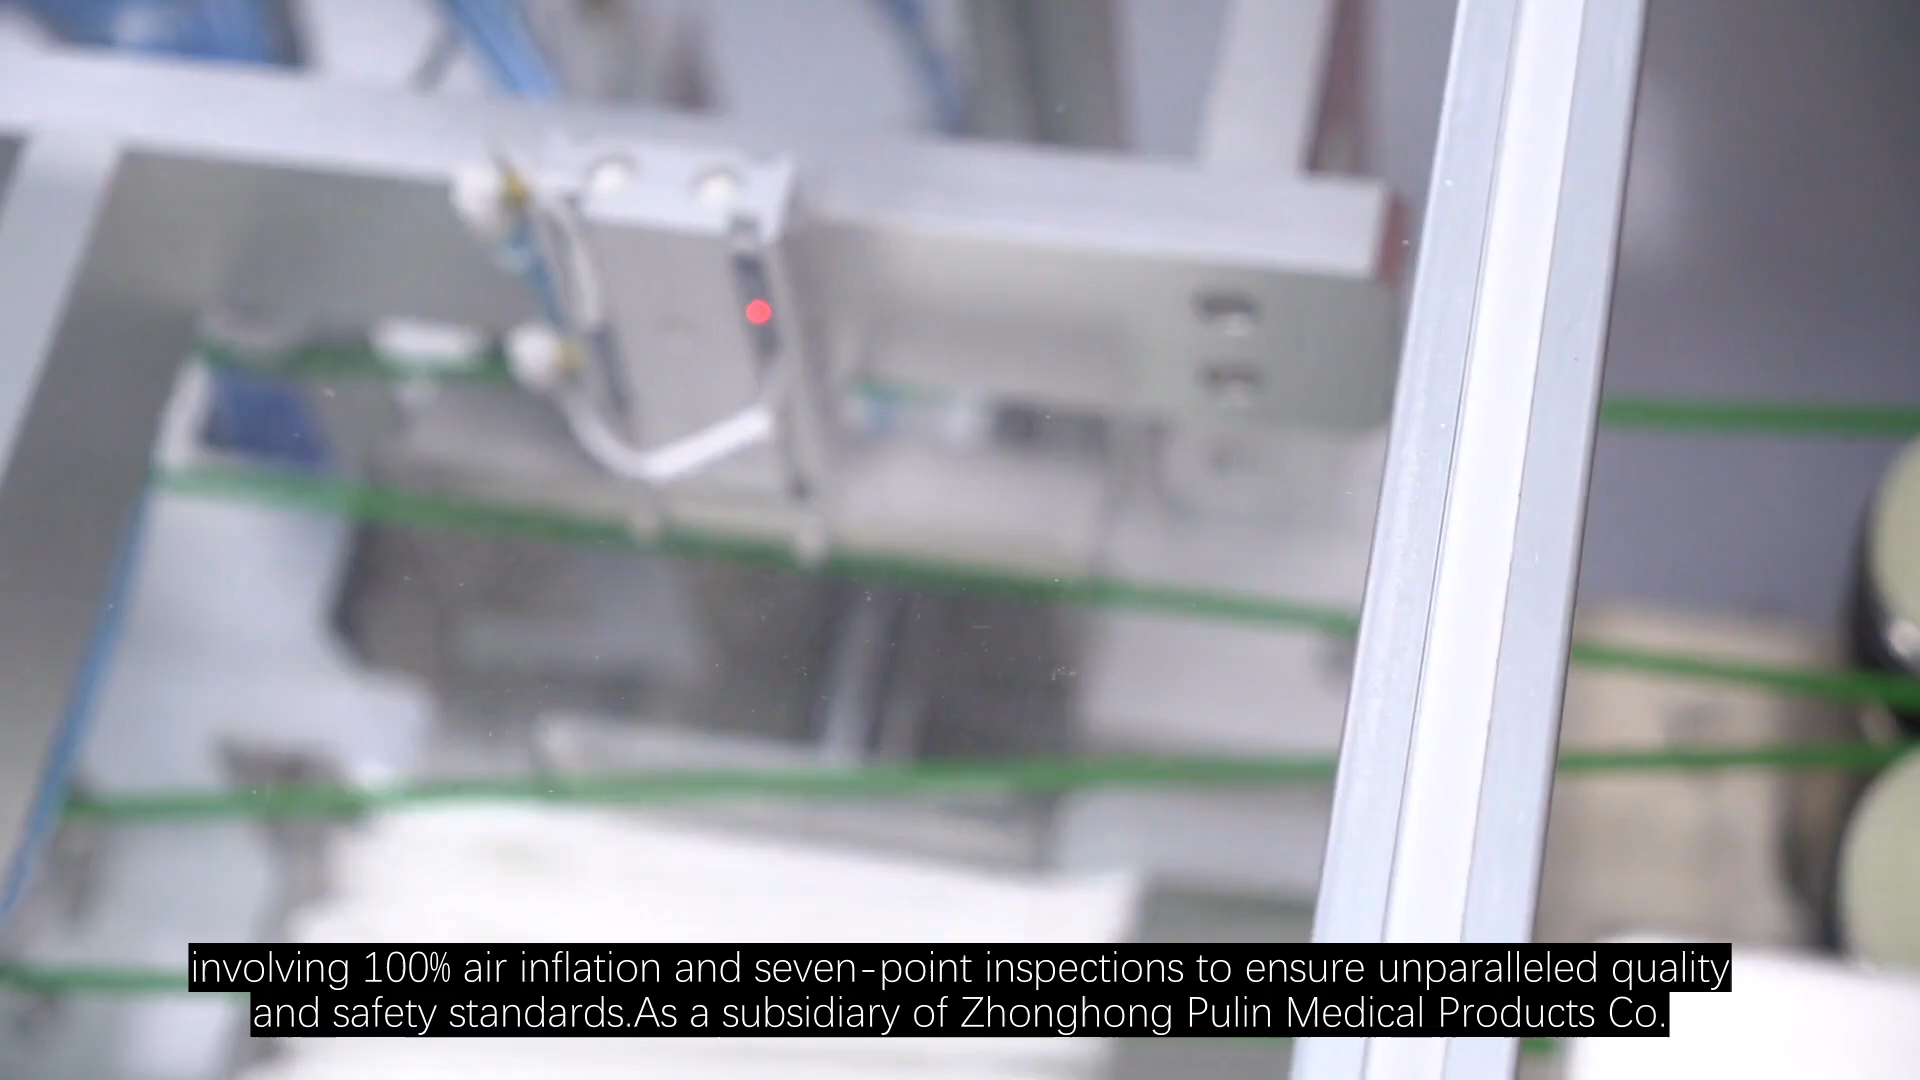 involving 100% air inflation and seven-point inspections to ensure unparalleled quality
and safety standards.As a subsidiary of Zhonghong Pulin Medical Products Co.